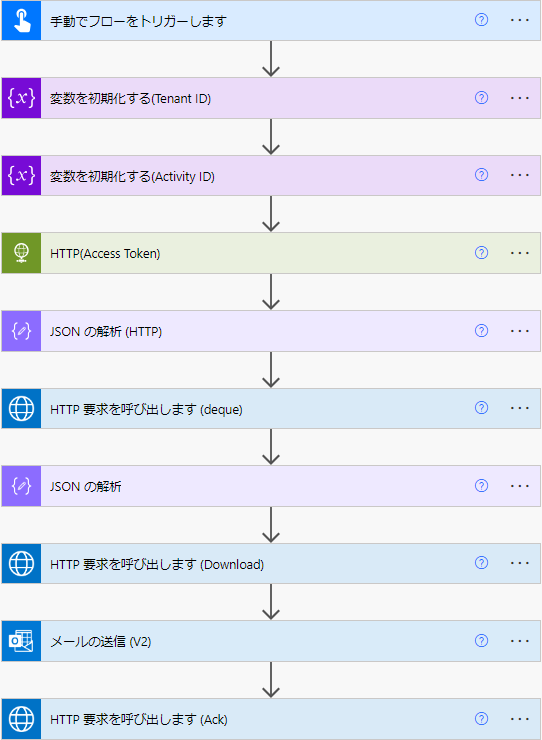 手動でフローをトリガーします
変数を初期化する(Tenant ID)
変数を初期化する(Activity ID)
HTTP(Access Token)
JSON の解析 (HTTP)
HTTP 要求を呼び出します (deque)
JSON の解析
HTTP 要求を呼び出します (Download)
メールの送信 (V2)
HTTP 要求を呼び出します (Ack)